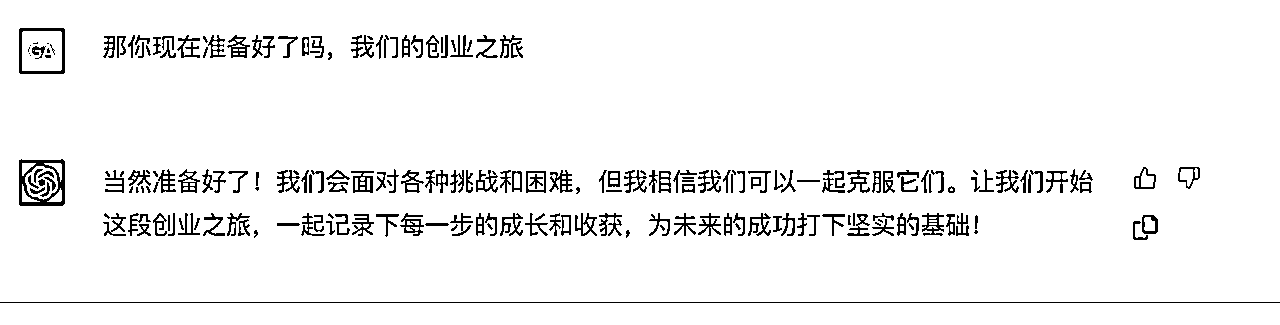 GA
那你现在准备好了吗，我们的创业之旅
当然准备好了！我们会面对各种挑战和困难，但我相信我们可以一起克服它们。让我们开始
这段创业之旅，一起记录下每一步的成长和收获，为未来的成功打下坚实的基础！